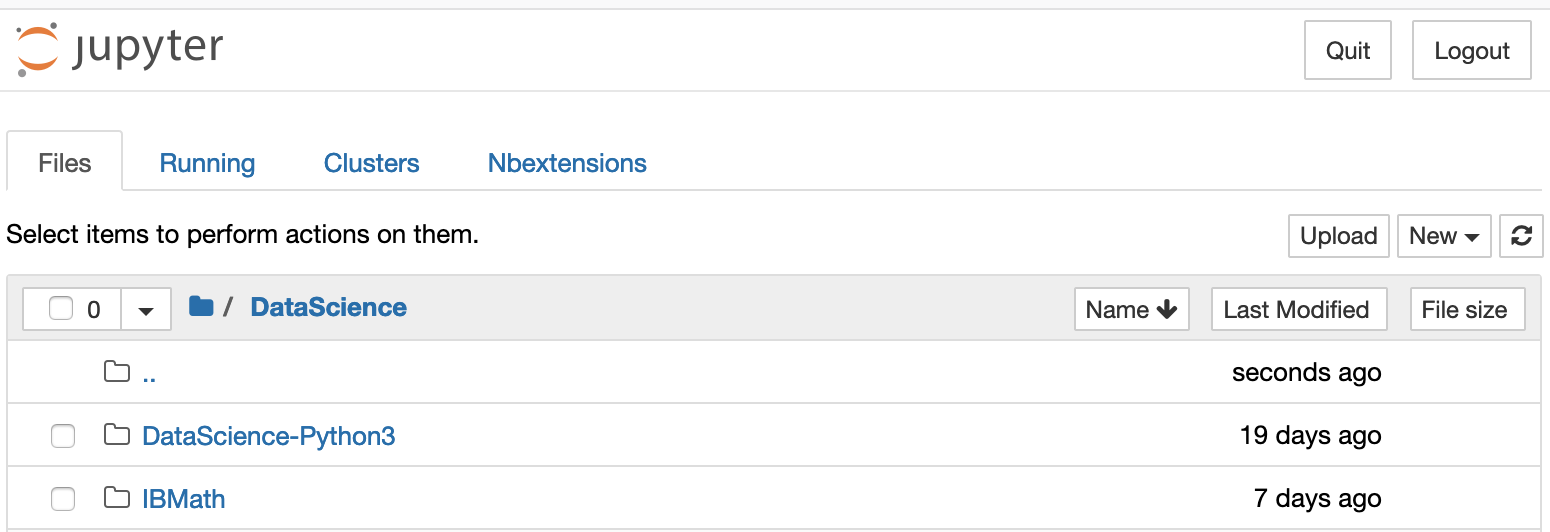 jupyter
Quit Logout
Files Running Clusters Nbextensions
Select items to perform actions on them.
Upload New
0 / DataScience Name Last Modified File size
.. seconds ago
DataScience-Python3 19 days ago
IBMath 7 days ago